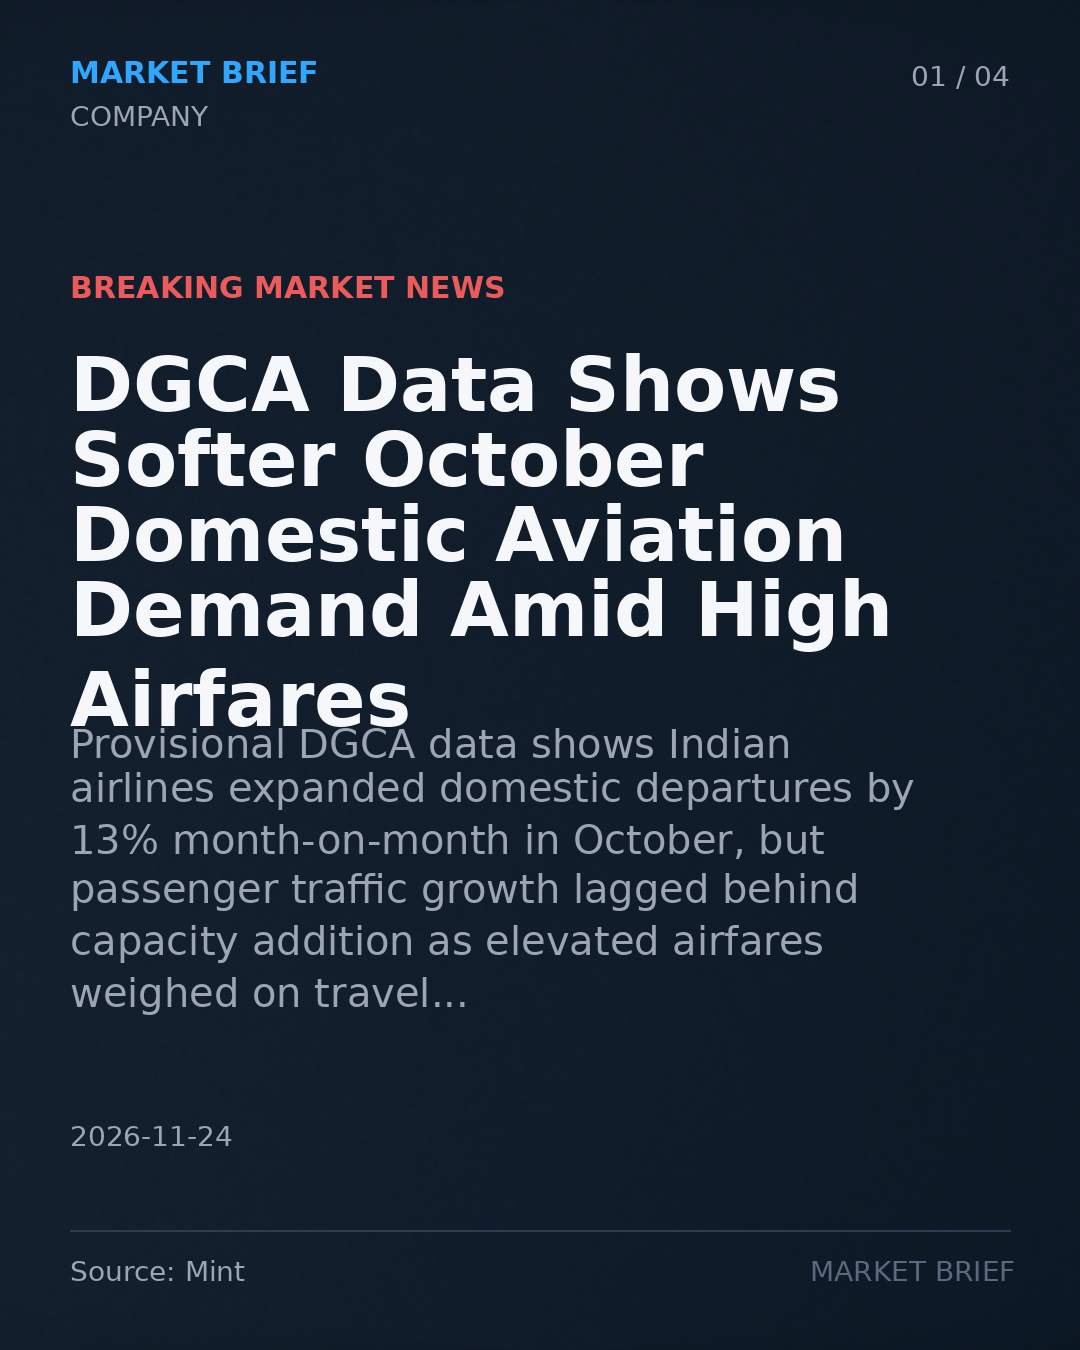 MARKET BRIEF
01 / 04
COMPANY
BREAKING MARKET NEWS
DGCA Data Shows
Softer October
Domestic Aviation
Demand Amid High
Airfares
Provisional DGCA data shows Indian
airlines expanded domestic departures by
13% month-on-month in October, but
passenger traffic growth lagged behind
capacity addition as elevated airfares
weighed on travel...
2026-11-24
Source: Mint
MARKET BRIEF